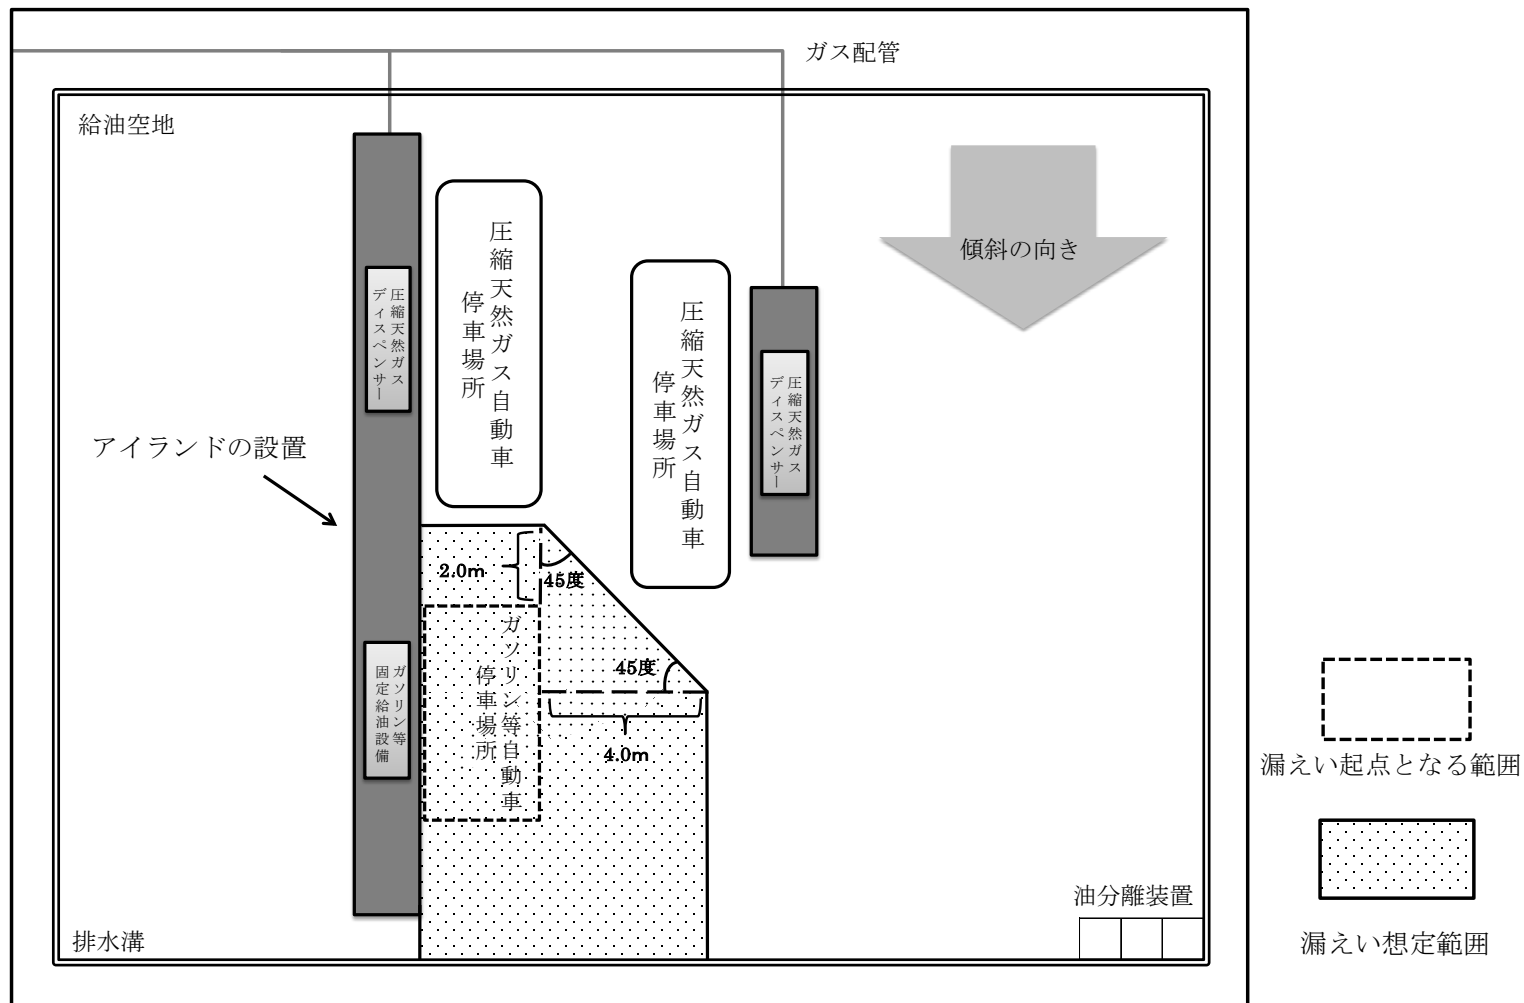 ガス配管
給油空地
傾斜の向き
圧縮天然ガス自動車
停車場所
圧縮天然ガス自動車
停車場所
圧縮天然ガス
ディスペンサー
圧縮天然ガス
ディスペンサー
アイランドの設置
2.0m
45度
45度
4.0m
ガソリン等自動車
停車場所
ガソリン等
固定給油設備
漏えい起点となる範囲
油分離装置
排水溝
漏えい想定範囲